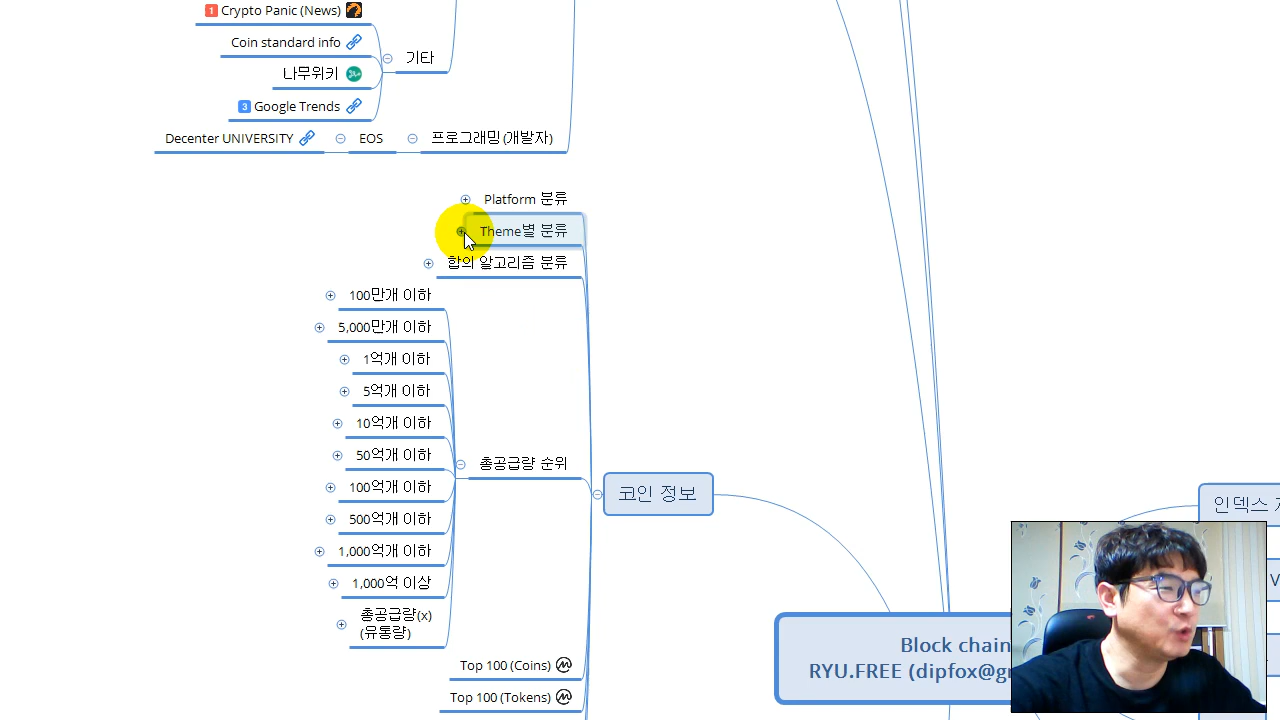 1 Crypto Panic (News)
Coin standard info
기타
나무위키
3 Google Trends
Decenter UNIVERSITY
EOS
프로그래밍(개발자)
Platform 분류
Theme별 분류
합의 알고리즘 분류
100만개 이하
5,000만개 이하
1억개 이하
5억개 이하
10억개 이하
50억개 이하
총공급량 순위
100억개 이하
코인 정보
500억개 이하
인덱스
1,000억개 이하
1,000억 이상
총공급량(x)
(유통량)
Block chain
RYU.FREE (dipfox@g
Top 100 (Coins)
Top 100 (Tokens)